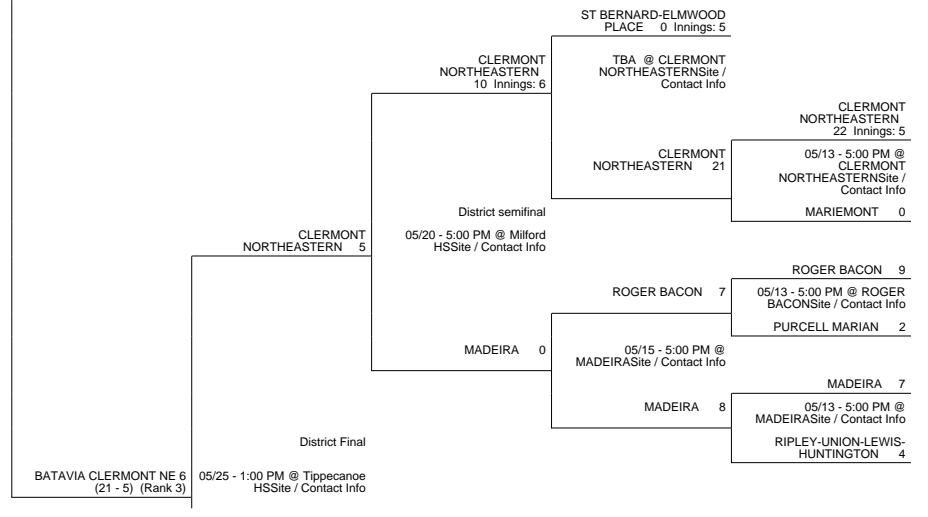 ST BERNARD-ELMWOOD
PLACE 0 Innings: 5
CLERMONT
NORTHEASTERN
10 Innings: 6
TBA @ CLERMONT
NORTHEASTERNSite /
Contact Info
CLERMONT
NORTHEASTERN
22 Innings: 5
CLERMONT
NORTHEASTERN 21
05/13 - 5:00 PM @
CLERMONT
NORTHEASTERNSite /
Contact Info
MARIEMONT 0
District semifinal
CLERMONT
NORTHEASTERN 5
05/20 - 5:00 PM @ Milford
HSSite / Contact Info
ROGER BACON 9
ROGER BACON 7
05/13 - 5:00 PM @ ROGER
BACONSite / Contact Info
PURCELL MARIAN 2
MADEIRA 0
05/15 - 5:00 PM @
MADEIRASite / Contact Info
MADEIRA 7
MADEIRA 8
05/13 - 5:00 PM @
MADEIRASite / Contact Info
RIPLEY-UNION-LEWIS-
HUNTINGTON 4
District Final
BATAVIA CLERMONT NE 6
(21 - 5) (Rank 3)
05/25 - 1:00 PM @ Tippecanoe
HSSite / Contact Info